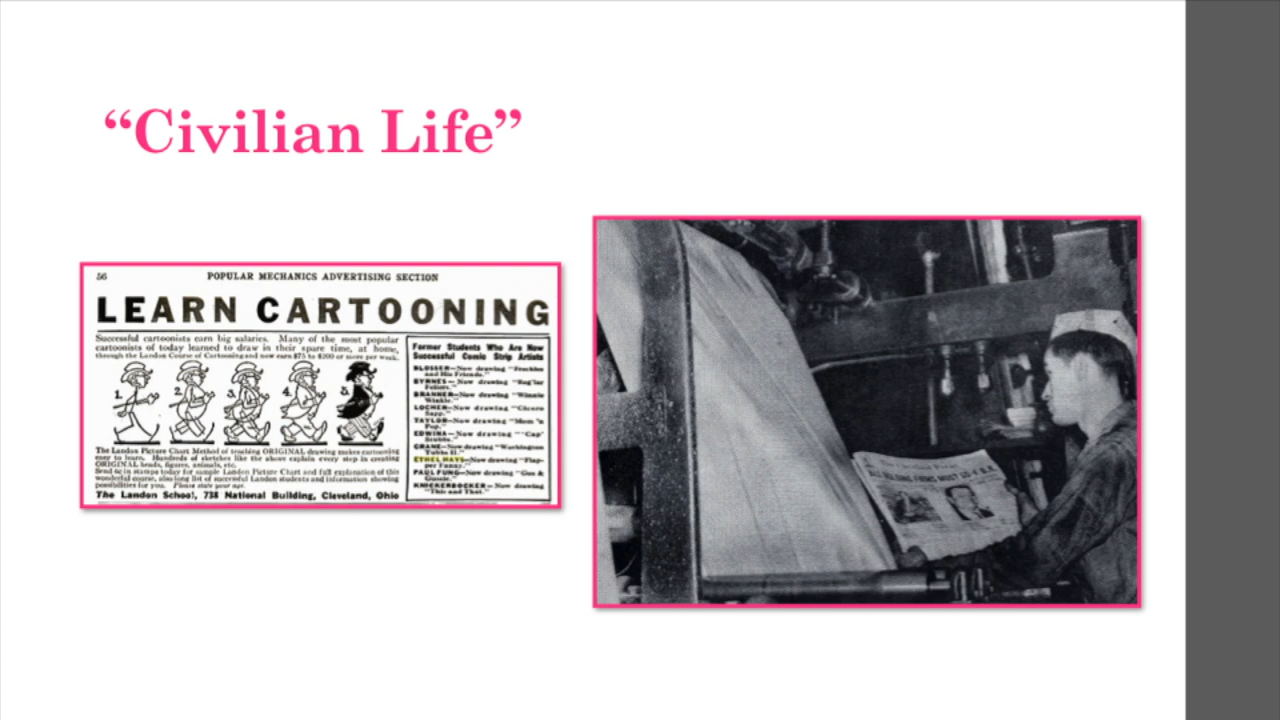 “Civilian Life”
56 POPULAR MECHANICS ADVERTISING SECTION
LEARN CARTOONING
Successful cartoonists earn big salaries. Many of the most popular
cartoonists of today learned to draw in their spare time, at home,
through the Landon Course of Cartooning and now earn $75 to $200 or more per week.
1. 2. 3. 4. 5.
The Landon Picture Chart Method of teaching ORIGINAL drawing makes cartooning
easy to learn. Hundreds of sketches like the above explain every step in creating
ORIGINAL heads, figures, animals, etc.
Send 6c in stamps today for sample Landon Picture Chart and full explanation of this
wonderful course, also long list of successful Landon students and information showing
possibilities for you. Please state your age.
The Landon School, 738 National Building, Cleveland, Ohio
Former Students Who Are Now
Successful Comic Strip Artists
BLOSSER—Now drawing "Freckles
and His Friends."
BYRNES—Now drawing "Reg'lar
Fellers."
BRANNER—Now drawing "Winnie
Winkle."
LOCHER—Now drawing "Cicero
Sapp."
TAYLOR—Now drawing "Mom 'n
Pop."
EDWINA—Now drawing "'Cap'
Stubbs."
CRANE—Now drawing "Washington
Tubbs II."
ETHEL HAYS—Now drawing "Flap-
per Fanny."
PAUL FUNG—Now drawing "Gus &
Gussie."
KNICKERBOCKER—Now drawing
"This and That."